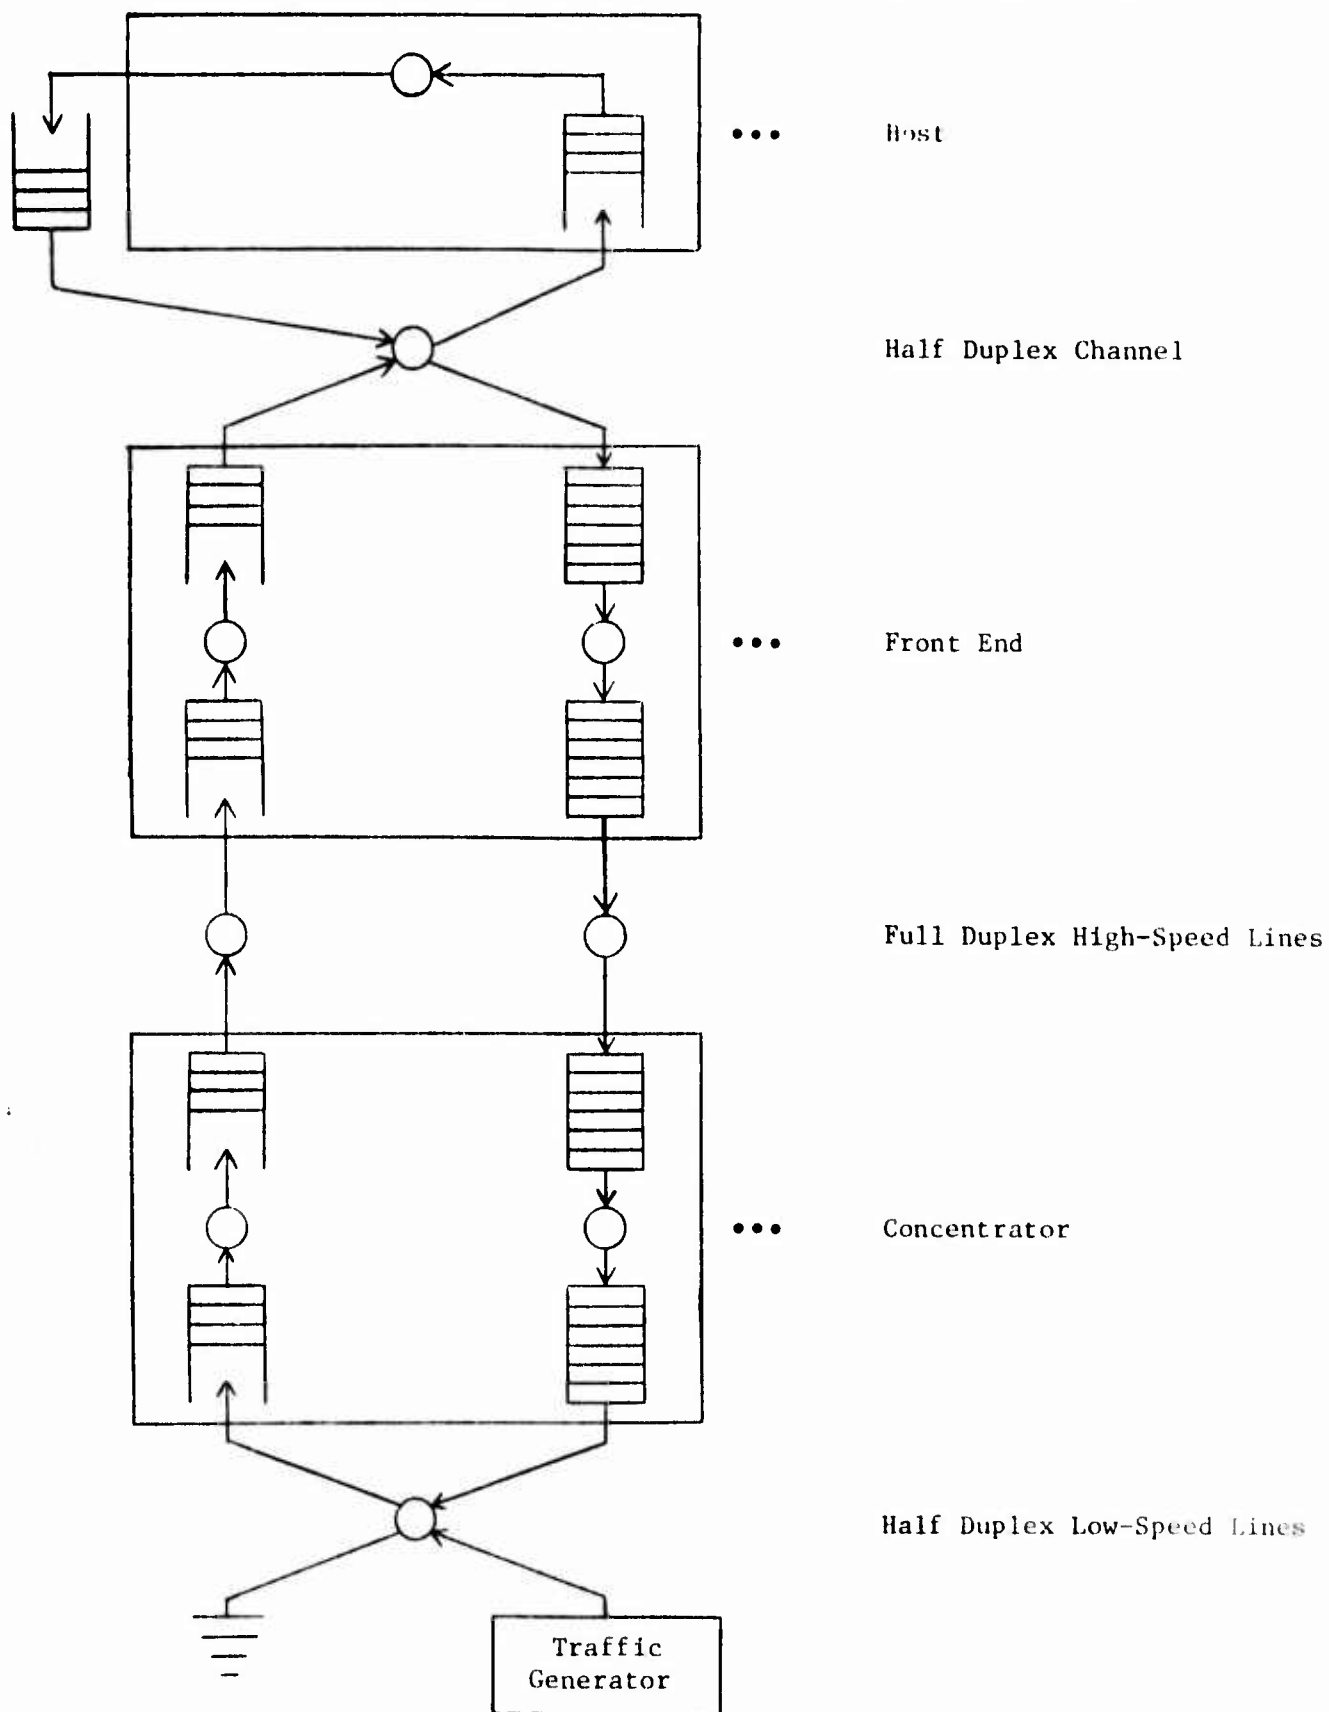 Host
Half Duplex Channel
Front End
Full Duplex High-Speed Lines
Concentrator
Half Duplex Low-Speed Lines
Traffic
Generator